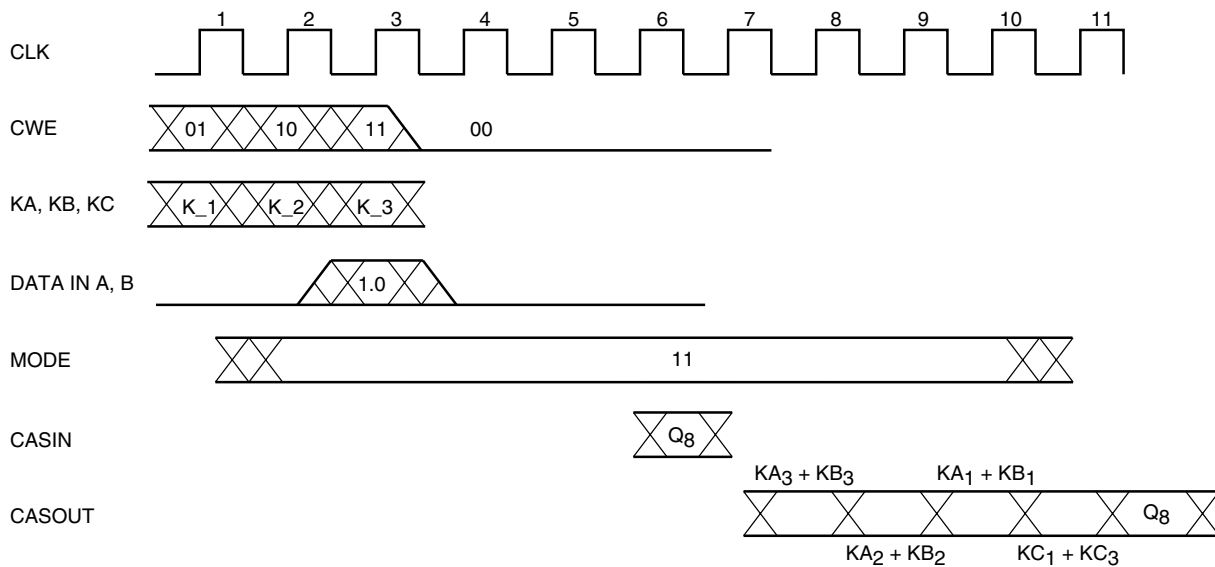 1 2 3 4 5 6 7 8 9 10 11
CLK
CWE 01 10 11 00
KA, KB, KC K_1 K_2 K_3
DATA IN A, B 1.0
MODE 11
CASIN Q8
KA3 + KB3 KA1 + KB1
CASOUT Q8
KA2 + KB2 KC1 + KC3